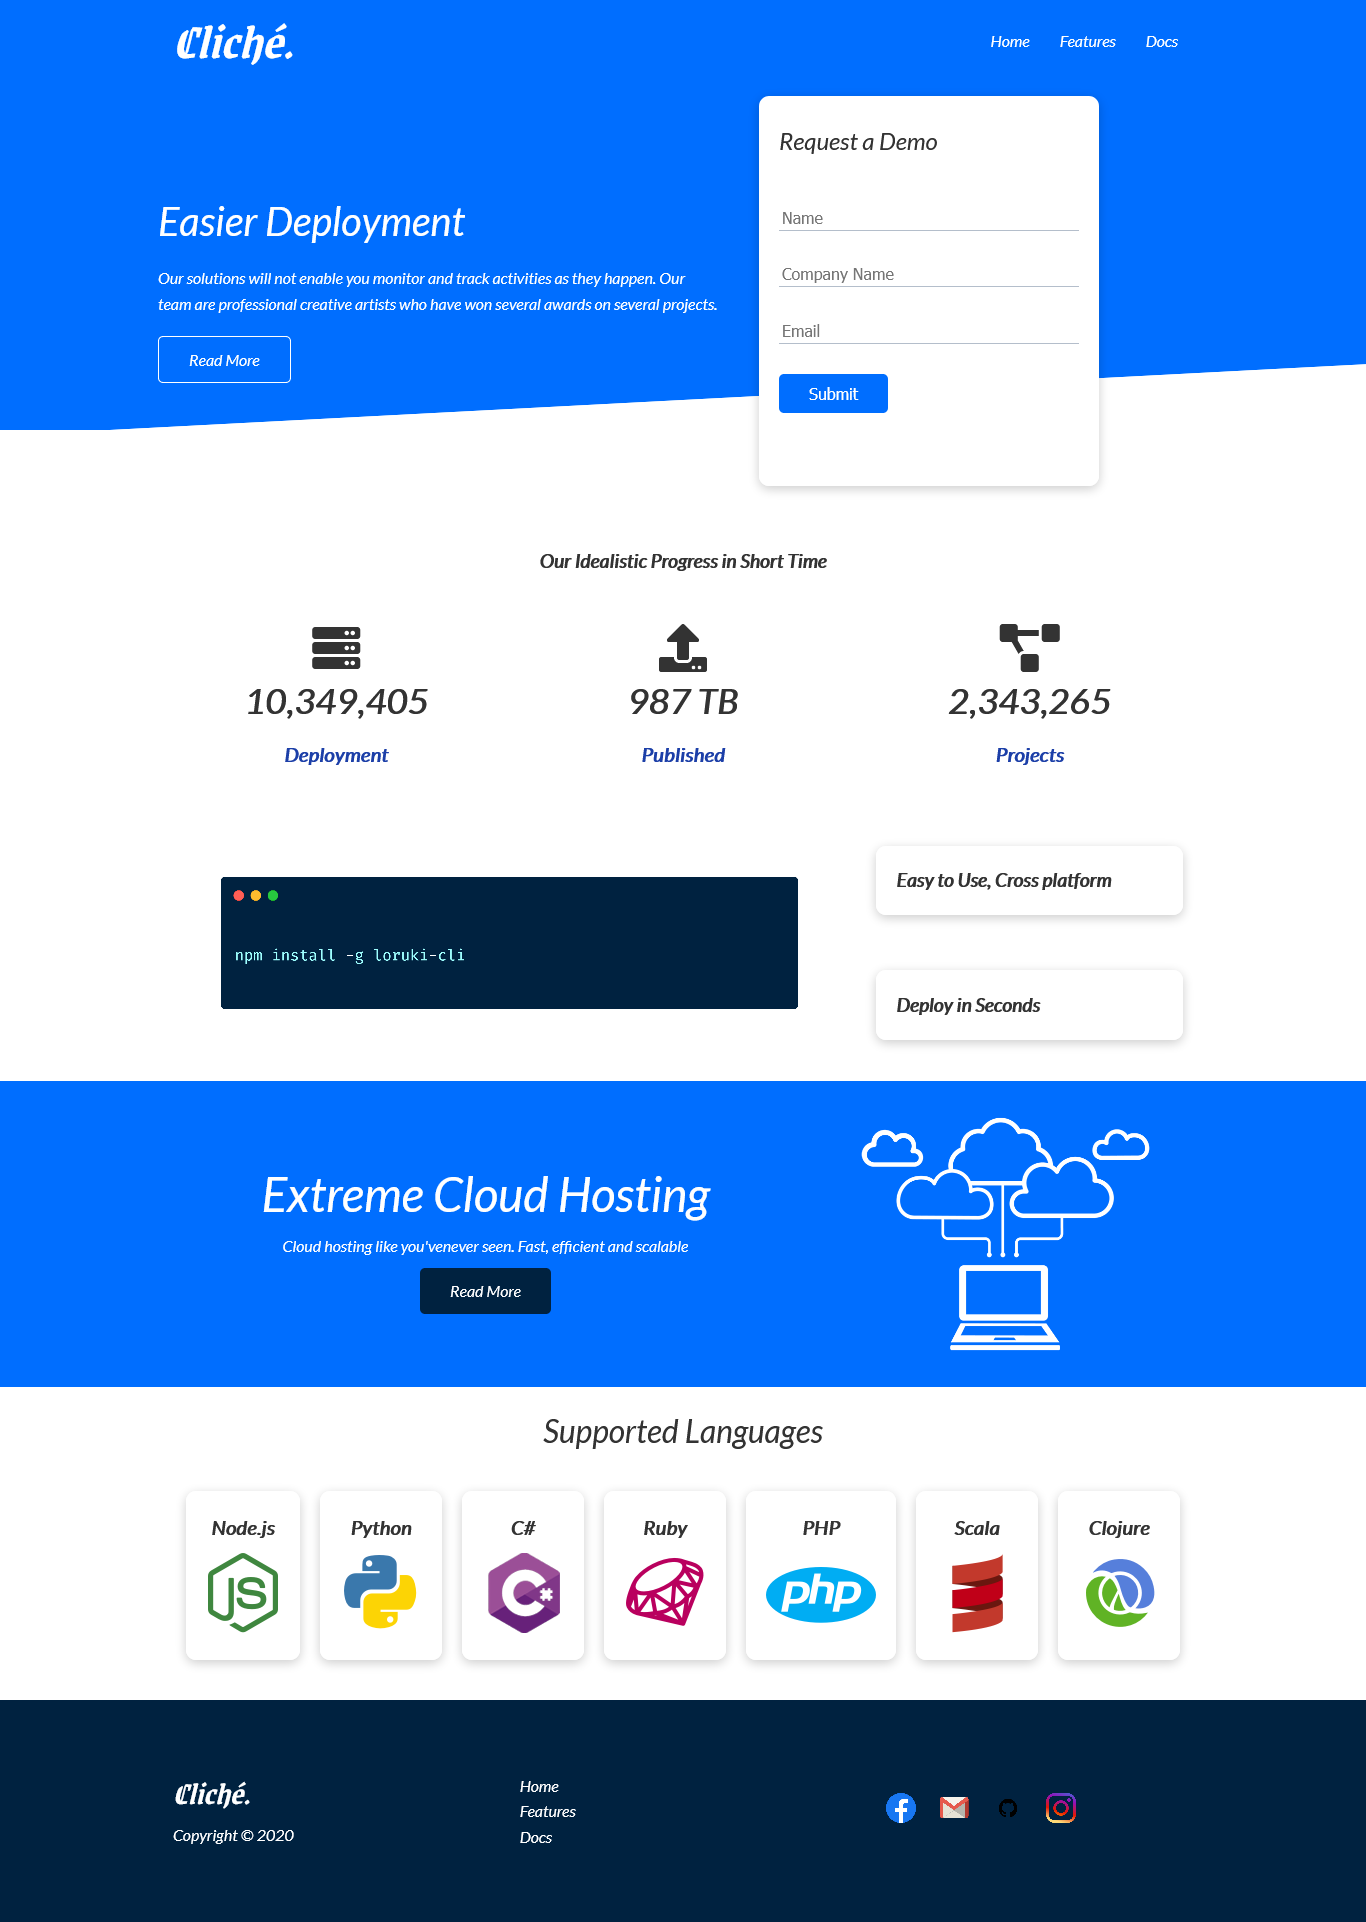 Cliché.
Home
Features
Docs
Request a Demo
Name
Company Name
Email
Submit
Easier Deployment
Our solutions will not enable you monitor and track activities as they happen. Our
team are professional creative artists who have won several awards on several projects.
Read More
Our Idealistic Progress in Short Time
10,349,405
Deployment
987 TB
Published
2,343,265
Projects
npm install -g loruki-cli
Easy to Use, Cross platform
Deploy in Seconds
Extreme Cloud Hosting
Cloud hosting like you'venever seen. Fast, efficient and scalable
Read More
Supported Languages
Node.js
JS
Python
C#
C#
Ruby
PHP
php
Scala
Clojure
Cliché.
Copyright © 2020
Home
Features
Docs